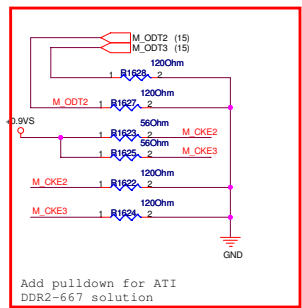 M_ODT2 (15)
M_ODT3 (15)
120Ohm
1 R1628 2
120Ohm
M_ODT2 1 R1627 2
+0.9VS
56Ohm
1 R1623 2 M_CKE2
56Ohm
1 R1625 2 M_CKE3
120Ohm
M_CKE2 1 R1622 2
120Ohm
M_CKE3 1 R1624 2
GND
Add pulldown for ATI
DDR2-667 solution